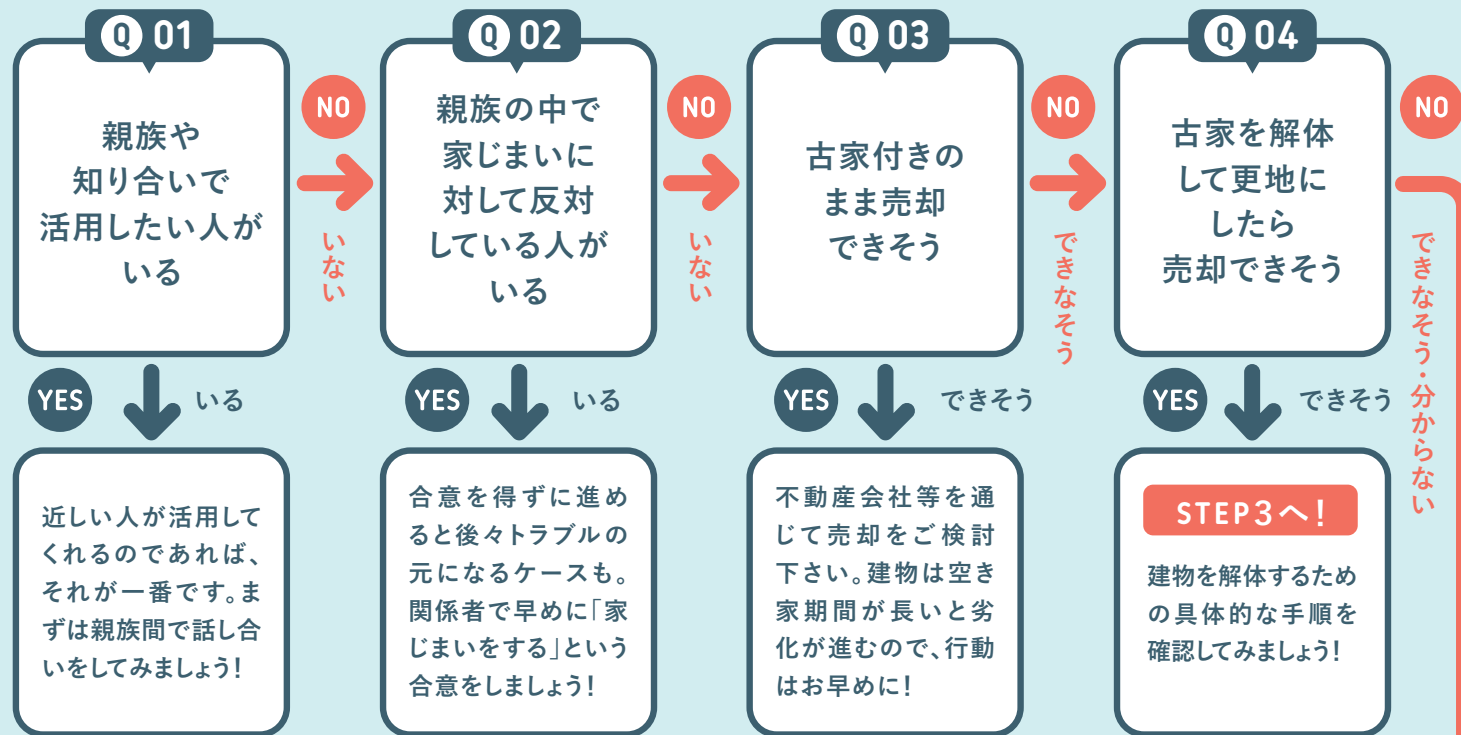 Q 01
親族や
知り合いで
活用したい人が
いる
NO
いない
YES
いる
近しい人が活用して
くれるのであれば、
それが一番です。ま
ずは親族間で話し合
いをしてみましょう!
Q 02
親族の中で
家じまいに
対して反対
している人が
いる
NO
いない
YES
いる
合意を得ずに進め
ると後々トラブルの
元になるケースも。
関係者で早めに「家
じまいをする」という
合意をしましょう!
Q 03
古家付きの
まま売却
できそう
NO
できなそう
YES
できそう
不動産会社等を通
じて売却をご検討
下さい。建物は空き
家期間が長いと劣
化が進むので、行動
はお早めに!
Q 04
古家を解体
して更地に
したら
売却できそう
NO
できなそう・分からない
YES
できそう
STEP3へ!
建物を解体するため
の具体的な手順を
確認してみましょう!